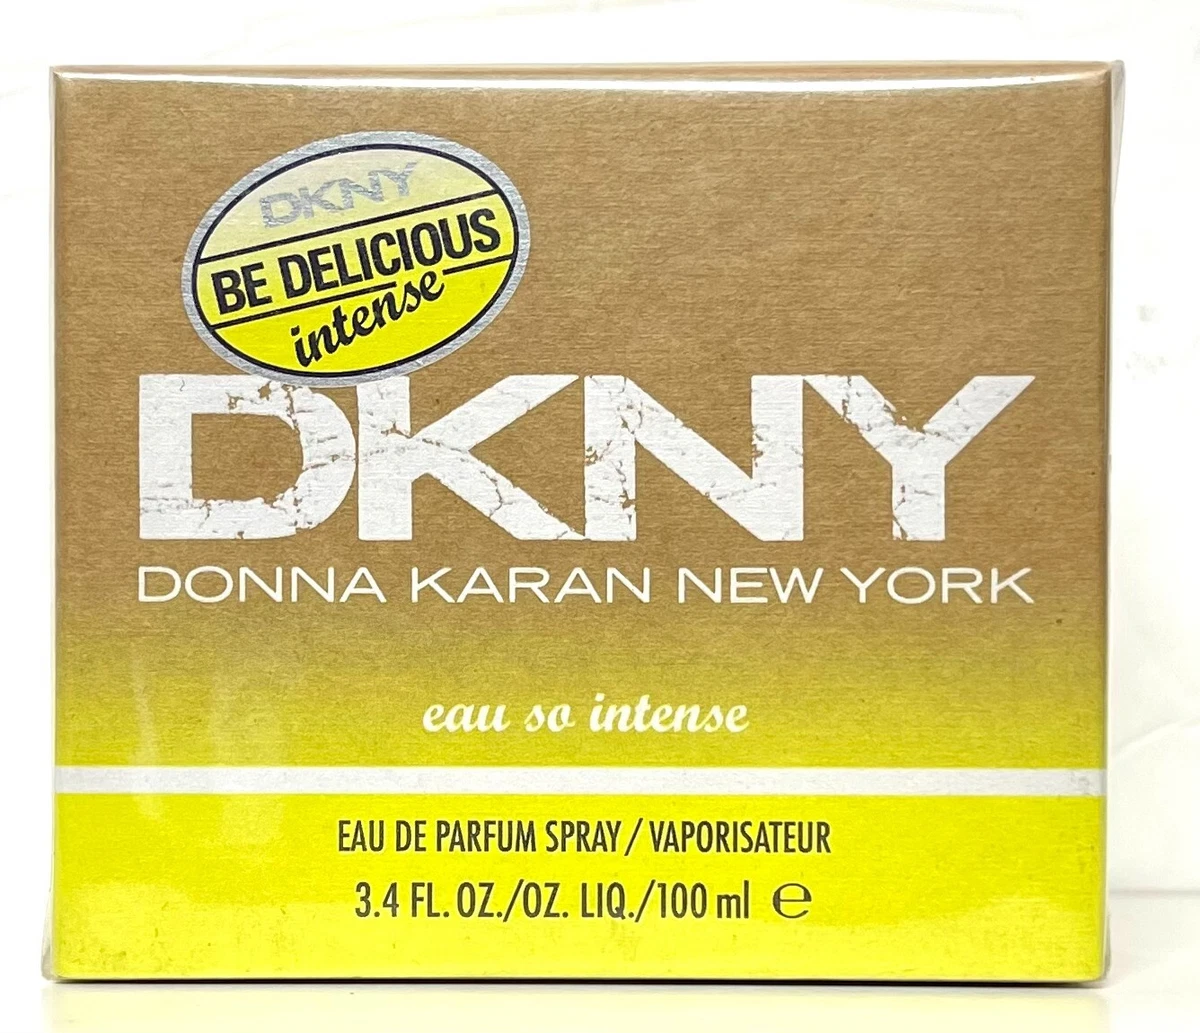 DKNY
BE DELICIOUS
intense
DKNY
DONNA KARAN NEW YORK
eau so intense
EAU DE PARFUM SPRAY/VAPORISATEUR
3.4 FL. OZ./OZ. LIQ./100 ml ℮